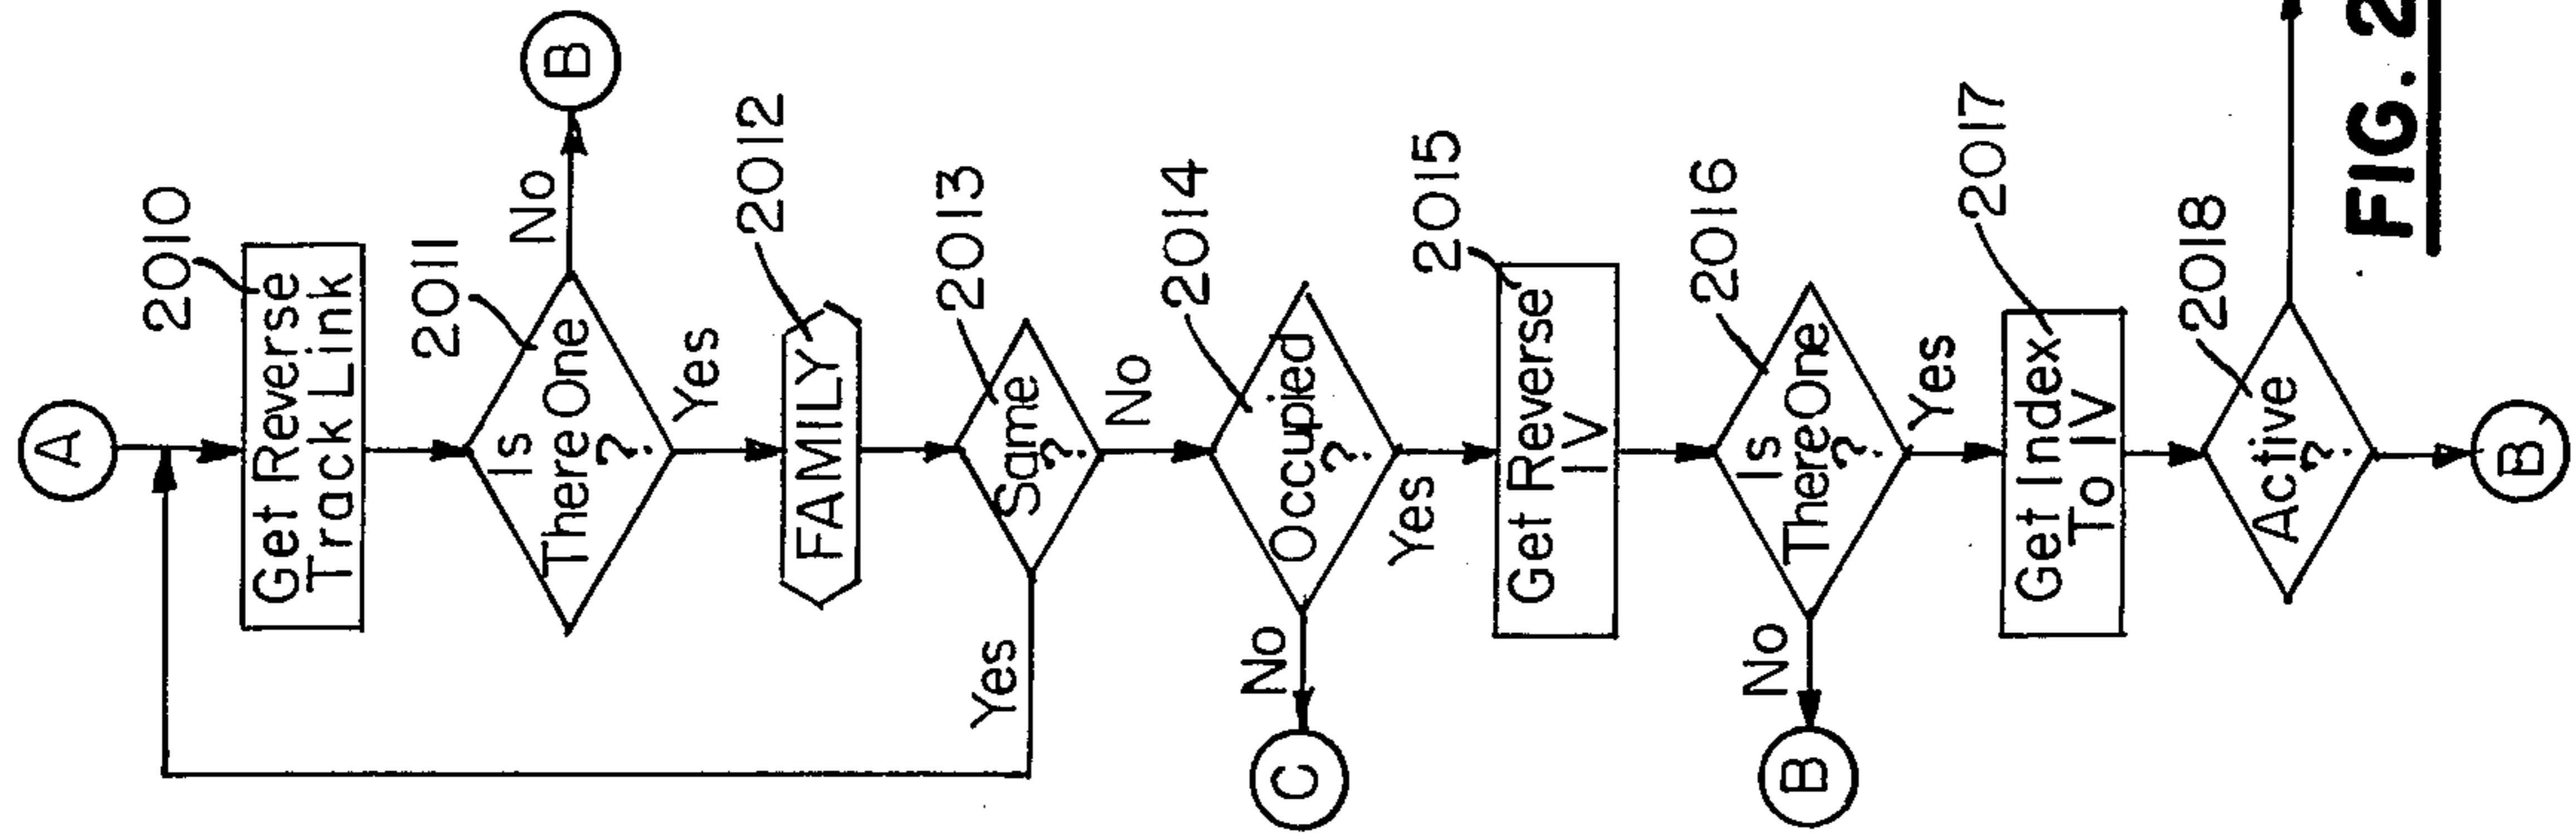 A
2010
Get Reverse
Track Link
2011
Is
There One
?
No
B
Yes
2012
FAMILY
2013
Same
?
Yes
No
2014
Occupied
?
No
C
Yes
2015
Get Reverse
IV
2016
Is
There One
?
No
B
Yes
2017
Get Index
To IV
2018
Active
?
B
FIG. 2